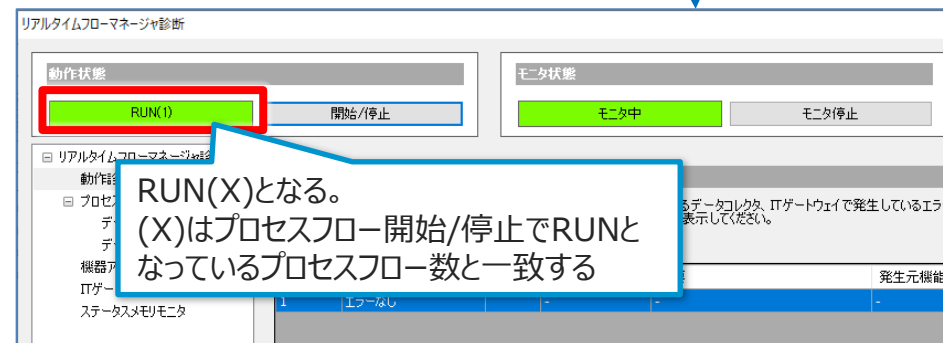 リアルタイムフローマネージャ診断
動作状態
モニタ状態
RUN(1)
開始/停止
モニタ中
モニタ停止
リアルタイムフローマネージャ
動作
プロセ
デ
デ
機器ア
ITゲー
ステータスメモリモニタ
RUN(X)となる。
(X)はプロセスフロー開始/停止でRUNと
なっているプロセスフロー数と一致する
るデータコレクタ、ITゲートウェイで発生しているエラ
表示してください。
発生元機能
1 エラーなし - - -